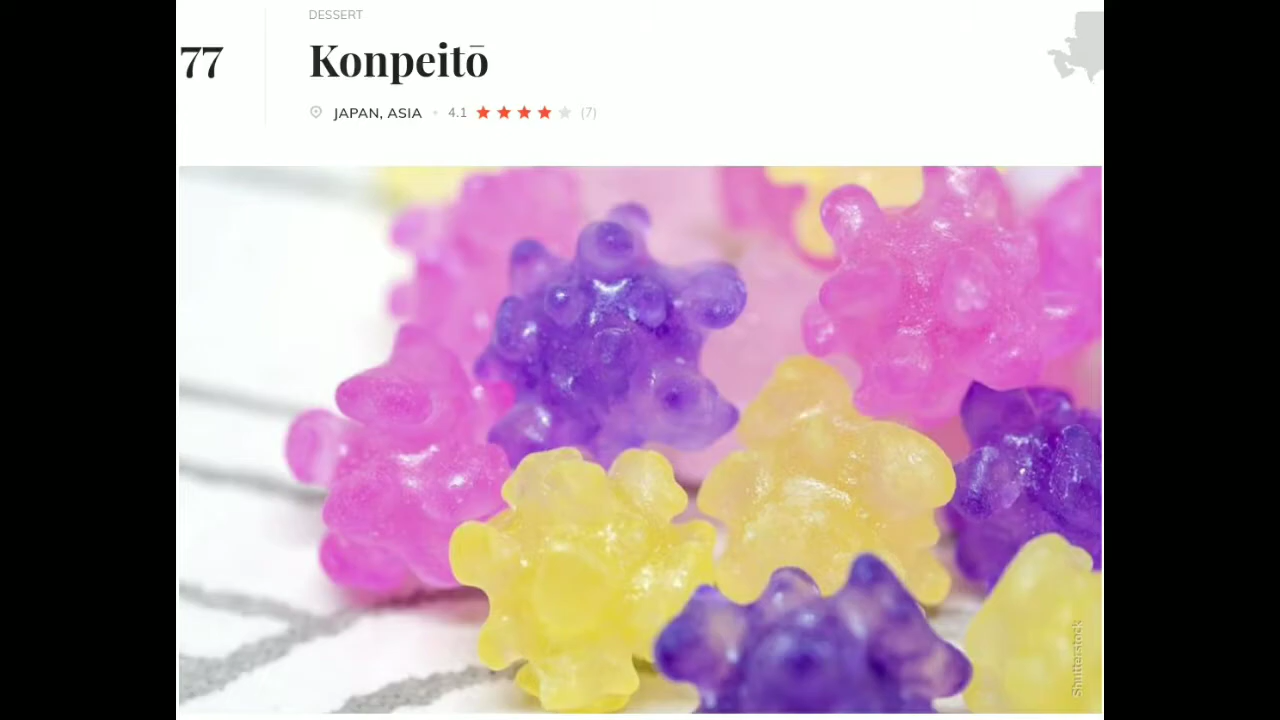 DESSERT
77
Konpeitō
JAPAN, ASIA • 4.1 (7)
Shutterstock